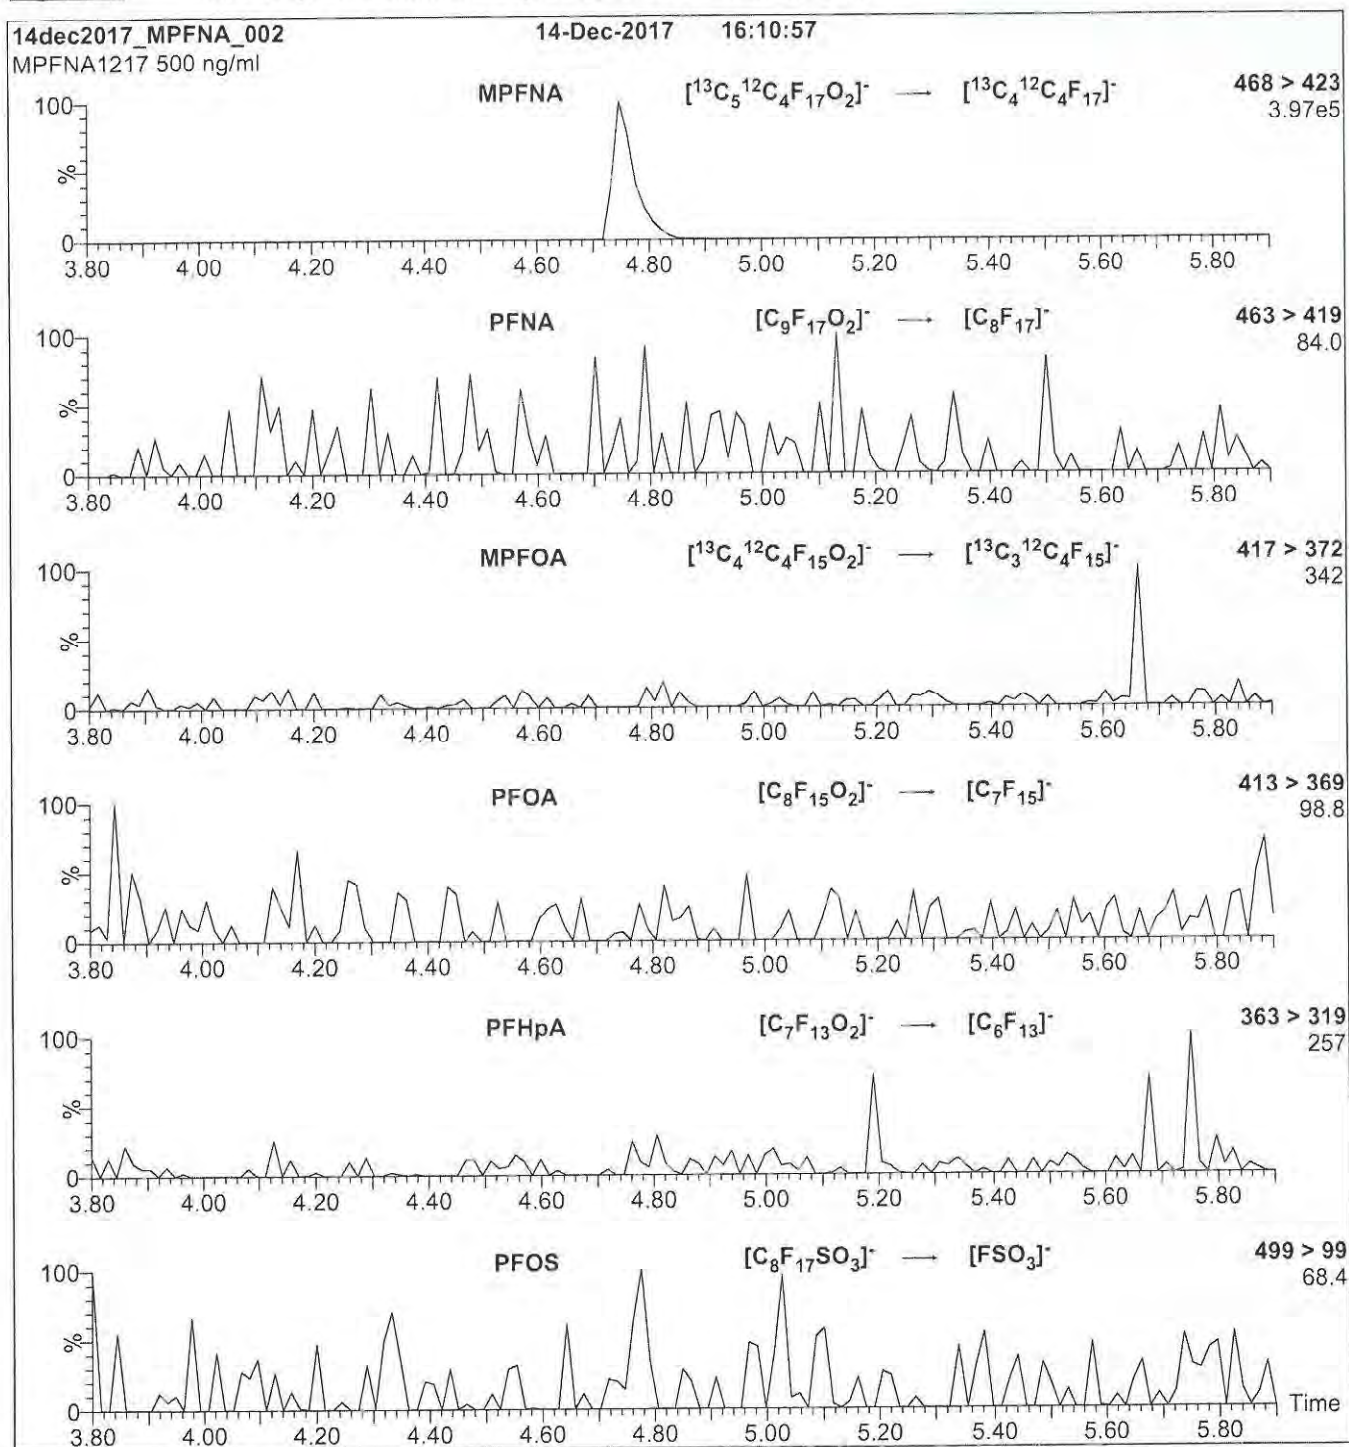 14dec2017_MPFNA_002 14-Dec-2017 16:10:57
MPFNA1217 500 ng/ml
MPFNA [¹³C₅¹²C₄F₁₇O₂]⁻ → [¹³C₄¹²C₄F₁₇]⁻ 468 > 423
3.97e5
100
%
0
3.80 4.00 4.20 4.40 4.60 4.80 5.00 5.20 5.40 5.60 5.80
PFNA [C₉F₁₇O₂]⁻ → [C₈F₁₇]⁻ 463 > 419
84.0
100
%
0
3.80 4.00 4.20 4.40 4.60 4.80 5.00 5.20 5.40 5.60 5.80
MPFOA [¹³C₄¹²C₄F₁₅O₂]⁻ → [¹³C₃¹²C₄F₁₅]⁻ 417 > 372
342
100
%
0
3.80 4.00 4.20 4.40 4.60 4.80 5.00 5.20 5.40 5.60 5.80
PFOA [C₈F₁₅O₂]⁻ → [C₇F₁₅]⁻ 413 > 369
98.8
100
%
0
3.80 4.00 4.20 4.40 4.60 4.80 5.00 5.20 5.40 5.60 5.80
PFHpA [C₇F₁₃O₂]⁻ → [C₆F₁₃]⁻ 363 > 319
257
100
%
0
3.80 4.00 4.20 4.40 4.60 4.80 5.00 5.20 5.40 5.60 5.80
PFOS [C₈F₁₇SO₃]⁻ → [FSO₃]⁻ 499 > 99
68.4
100
%
0
Time
3.80 4.00 4.20 4.40 4.60 4.80 5.00 5.20 5.40 5.60 5.80